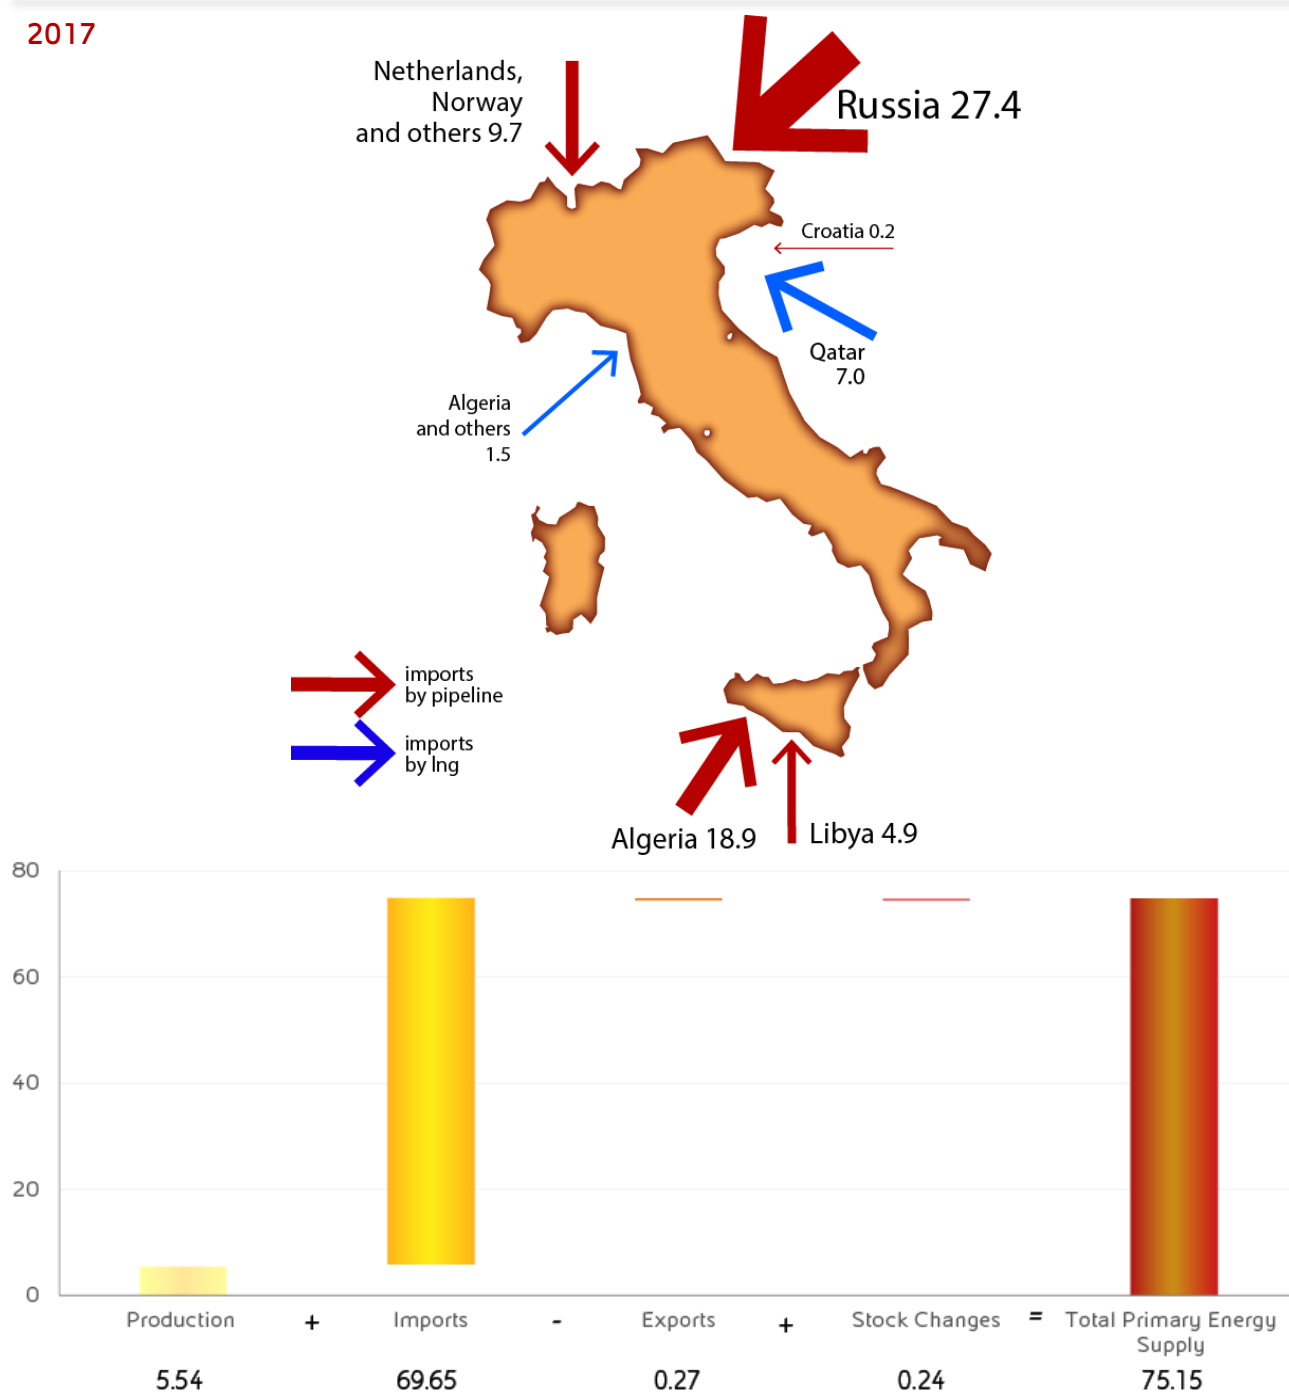 2017
Netherlands,
Norway
and others 9.7
Russia 27.4
Croatia 0.2
Qatar
7.0
Algeria
and others
1.5
imports
by pipeline
imports
by lng
Algeria 18.9
Libya 4.9
80
60
40
20
0
Production + Imports - Exports + Stock Changes = Total Primary Energy
Supply
5.54 69.65 0.27 0.24 75.15